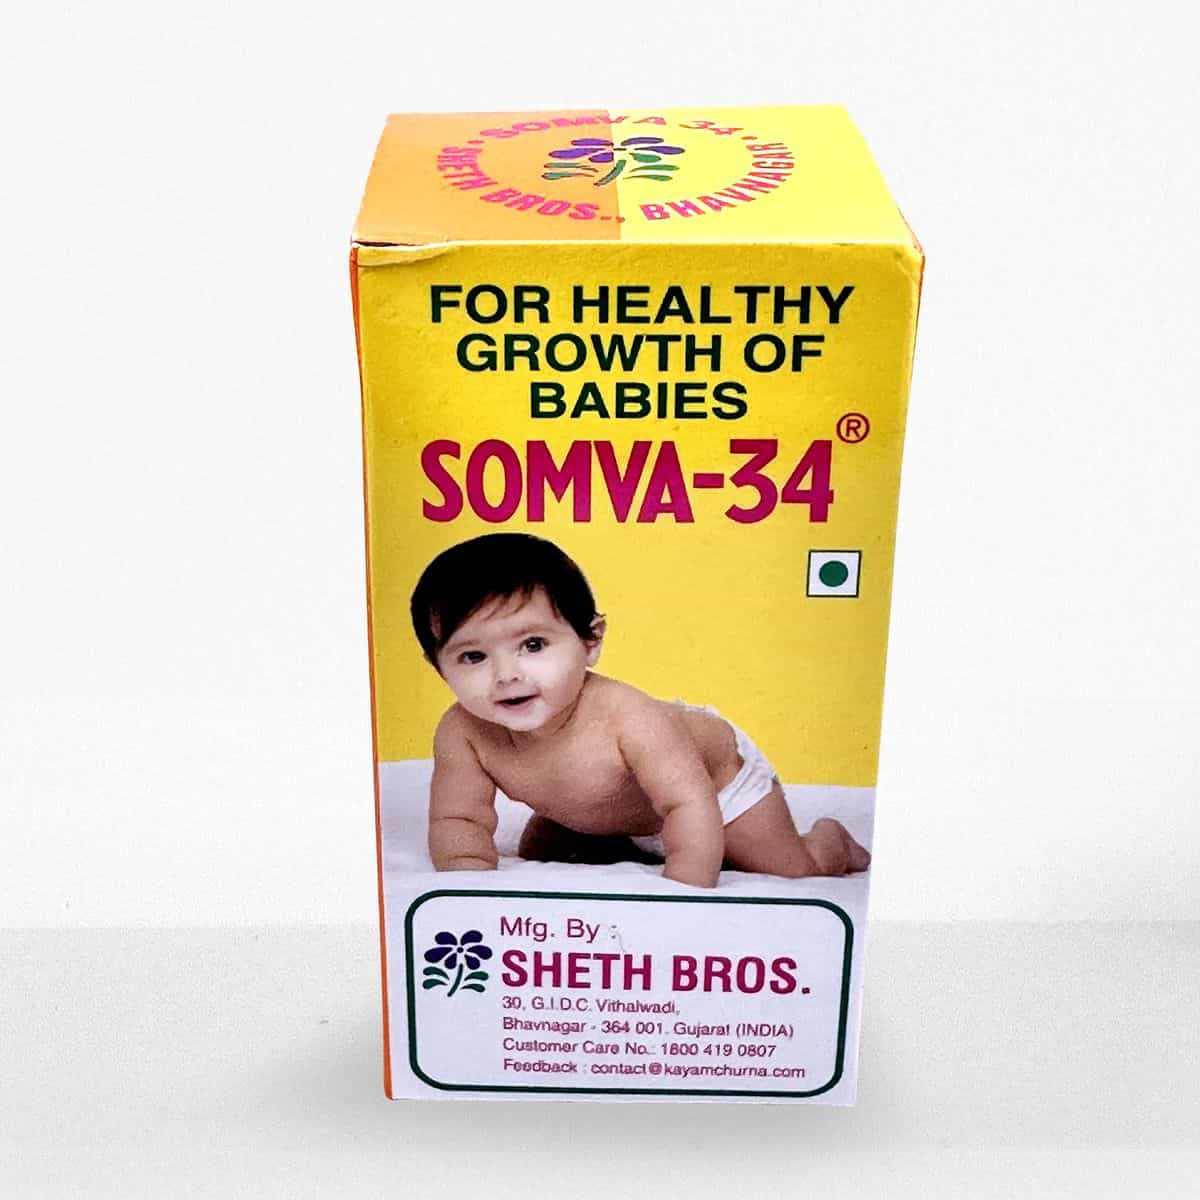 SOMVA 34
SHETH BROS., BHAVNAGAR
FOR HEALTHY
GROWTH OF
BABIES
SOMVA-34®
Mfg. By :
SHETH BROS.
30, G.I.D.C. Vithalwadi,
Bhavnagar - 364 001. Gujarat (INDIA)
Customer Care No.: 1800 419 0807
Feedback : contact@kayamchurna.com